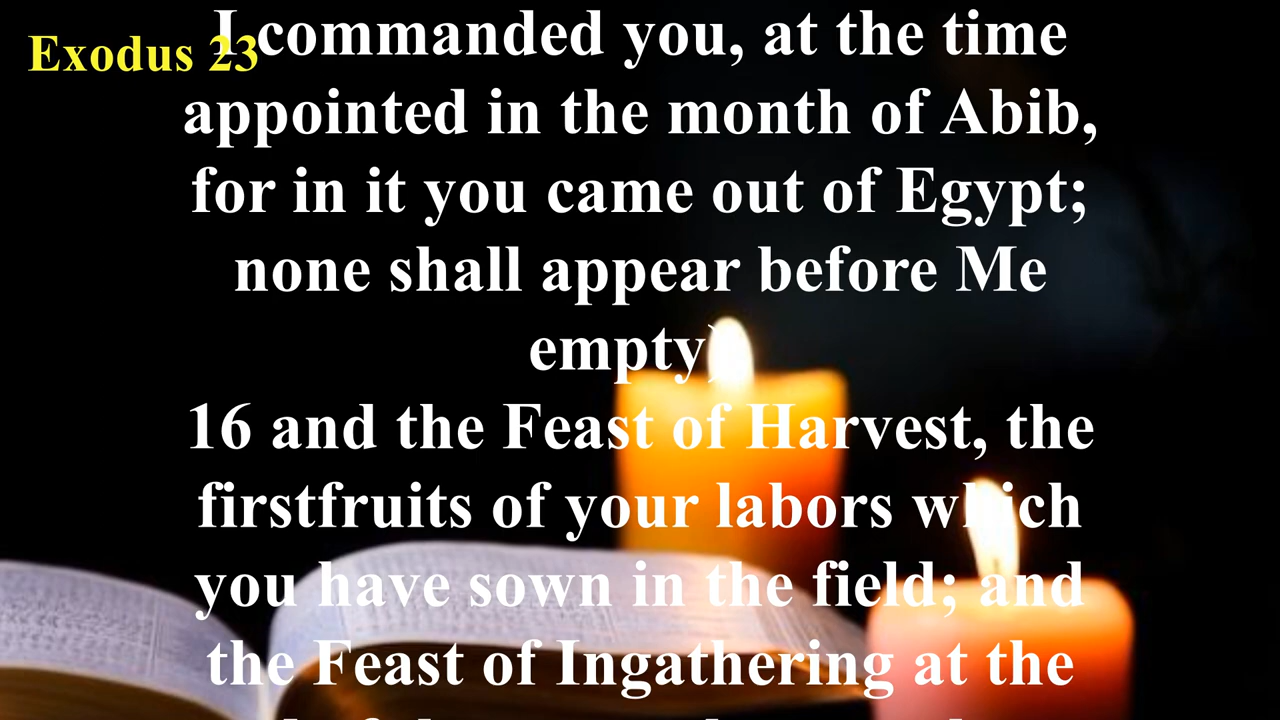 Exodus 23
I commanded you, at the time
appointed in the month of Abib,
for in it you came out of Egypt;
none shall appear before Me
empty);
16 and the Feast of Harvest, the
firstfruits of your labors which
you have sown in the field; and
the Feast of Ingathering at the